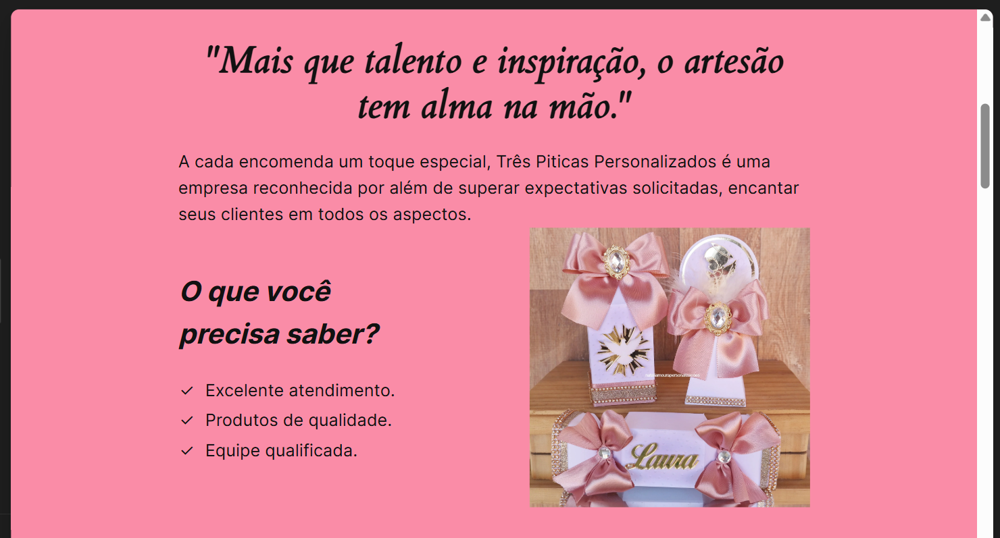 "Mais que talento e inspiração, o artesão
tem alma na mão."
A cada encomenda um toque especial, Três Piticas Personalizados é uma
empresa reconhecida por além de superar expectativas solicitadas, encantar
seus clientes em todos os aspectos.
O que você
precisa saber?
Excelente atendimento.
Produtos de qualidade.
Equipe qualificada.
Laura